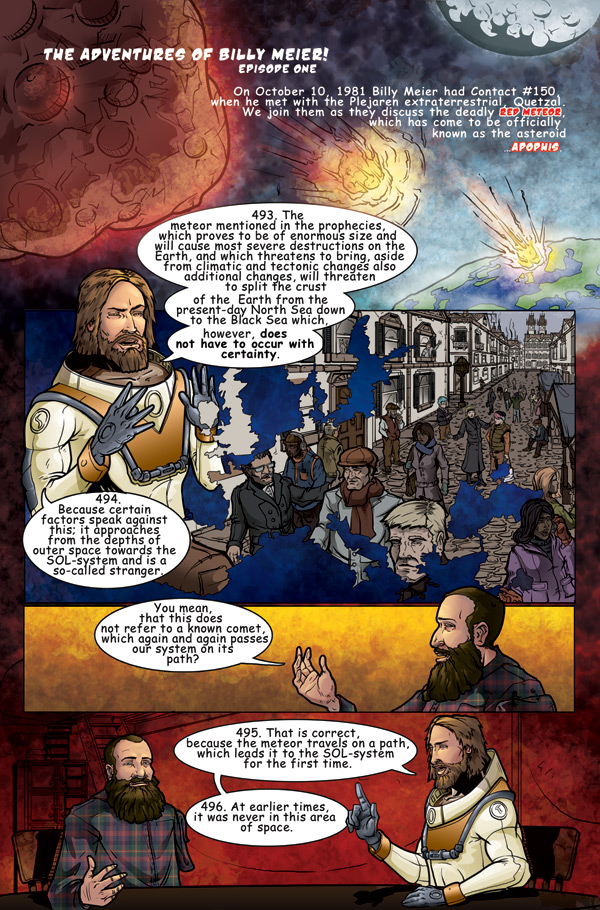 THE ADVENTURES OF BILLY MEIER!
EPISODE ONE
On October 10, 1981 Billy Meier had Contact #150,
when he met with the Plejaren extraterrestrial, Quetzal.
We join them as they discuss the deadly RED METEOR,
which has come to be officially
known as the asteroid
...APOPHIS.
493. The
meteor mentioned in the prophecies,
which proves to be of enormous size and
will cause most severe destructions on the
Earth, and which threatens to bring, aside
from climatic and tectonic changes also
additional changes, will threaten
to split the crust
of the Earth from the
present-day North Sea down
to the Black Sea which,
however, does
not have to occur with
certainty.
494.
Because certain
factors speak against
this; it approaches
from the depths of
outer space towards the
SOL-system and is a
so-called stranger.
You mean,
that this does
not refer to a known comet,
which again and again passes
our system on its
path?
495. That is correct,
because the meteor travels on a path,
which leads it to the SOL-system
for the first time.
496. At earlier times,
it was never in this area
of space.